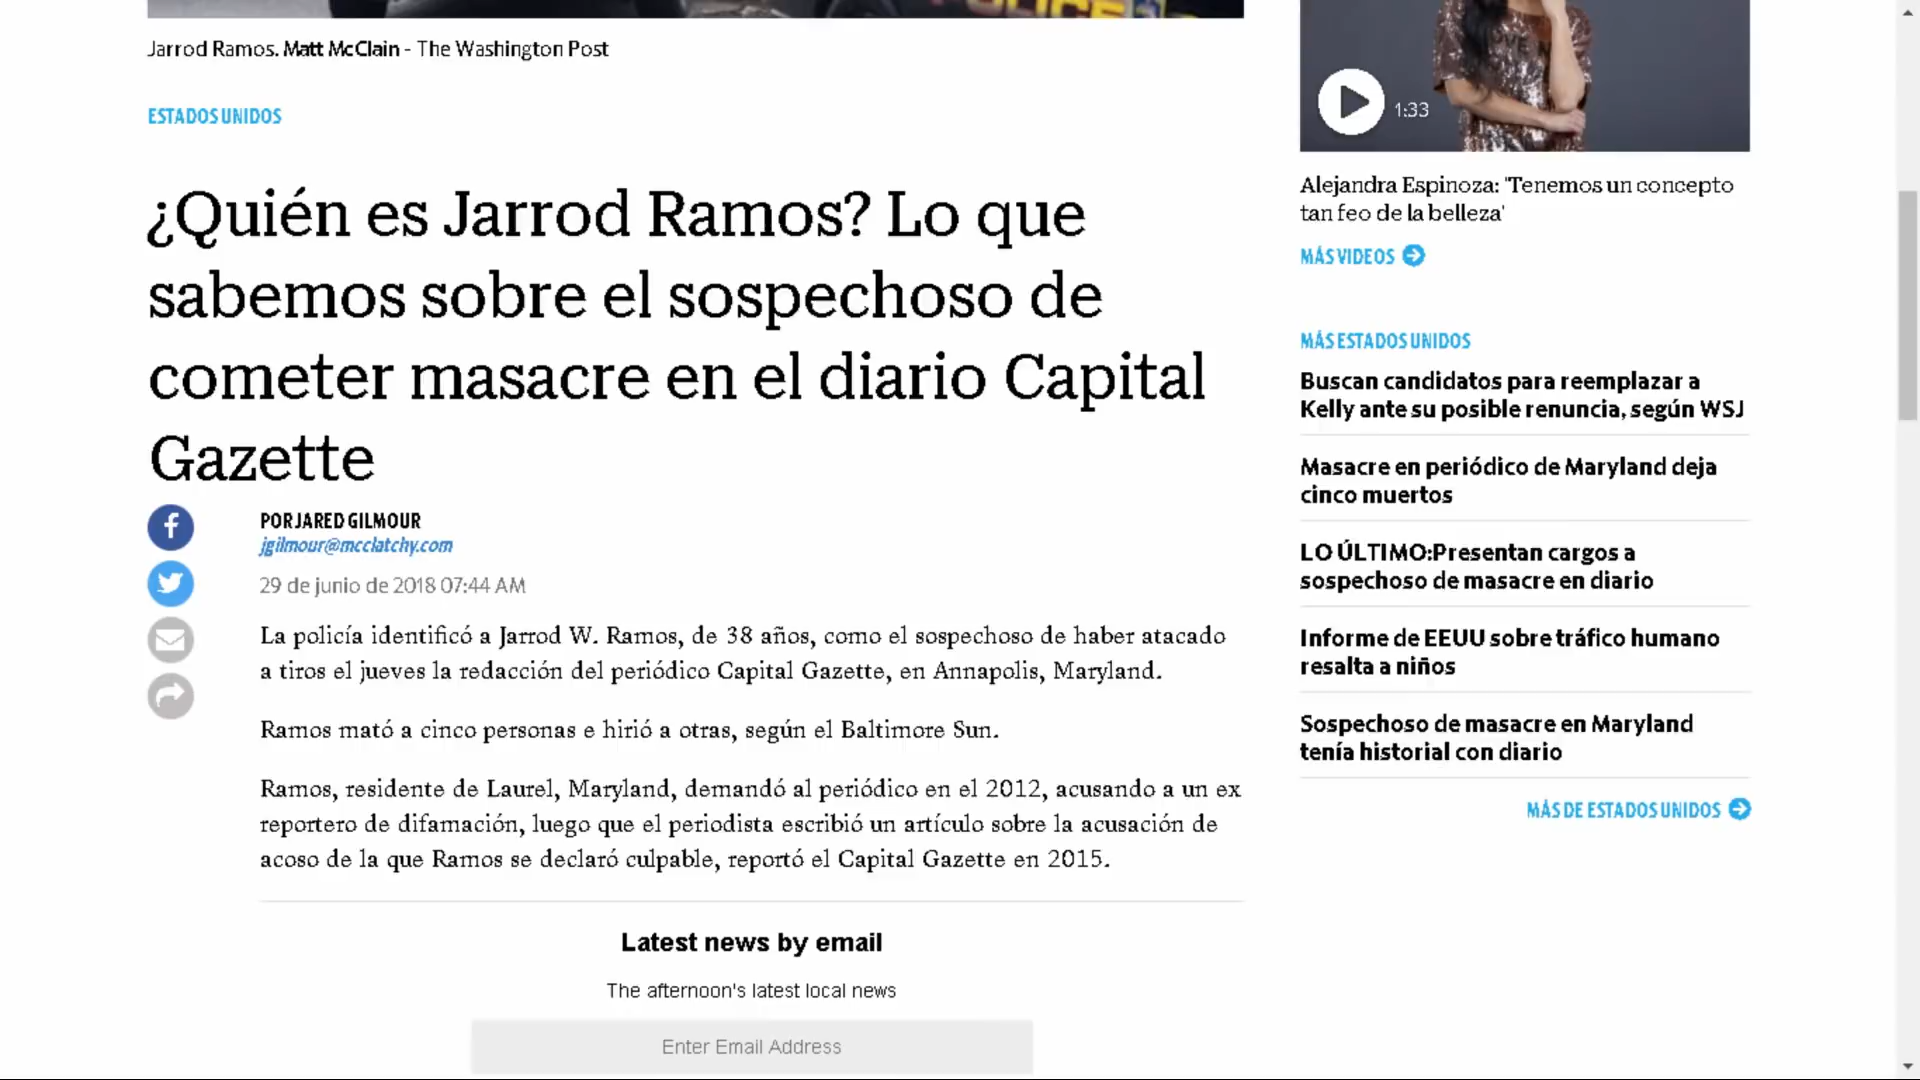 POLICE
Jarrod Ramos. Matt McClain - The Washington Post
ESTADOS UNIDOS
¿Quién es Jarrod Ramos? Lo que
sabemos sobre el sospechoso de
cometer masacre en el diario Capital
Gazette
POR JARED GILMOUR
jgilmour@mcclatchy.com
29 de junio de 2018 07:44 AM
La policía identificó a Jarrod W. Ramos, de 38 años, como el sospechoso de haber atacado
a tiros el jueves la redacción del periódico Capital Gazette, en Annapolis, Maryland.
Ramos mató a cinco personas e hirió a otras, según el Baltimore Sun.
Ramos, residente de Laurel, Maryland, demandó al periódico en el 2012, acusando a un ex
reportero de difamación, luego que el periodista escribió un artículo sobre la acusación de
acoso de la que Ramos se declaró culpable, reportó el Capital Gazette en 2015.
Latest news by email
The afternoon's latest local news
Enter Email Address
1:33
Alejandra Espinoza: 'Tenemos un concepto
tan feo de la belleza'
MÁS VIDEOS
MÁS ESTADOS UNIDOS
Buscan candidatos para reemplazar a
Kelly ante su posible renuncia, según WSJ
Masacre en periódico de Maryland deja
cinco muertos
LO ÚLTIMO:Presentan cargos a
sospechoso de masacre en diario
Informe de EEUU sobre tráfico humano
resalta a niños
Sospechoso de masacre en Maryland
tenía historial con diario
MÁS DE ESTADOS UNIDOS